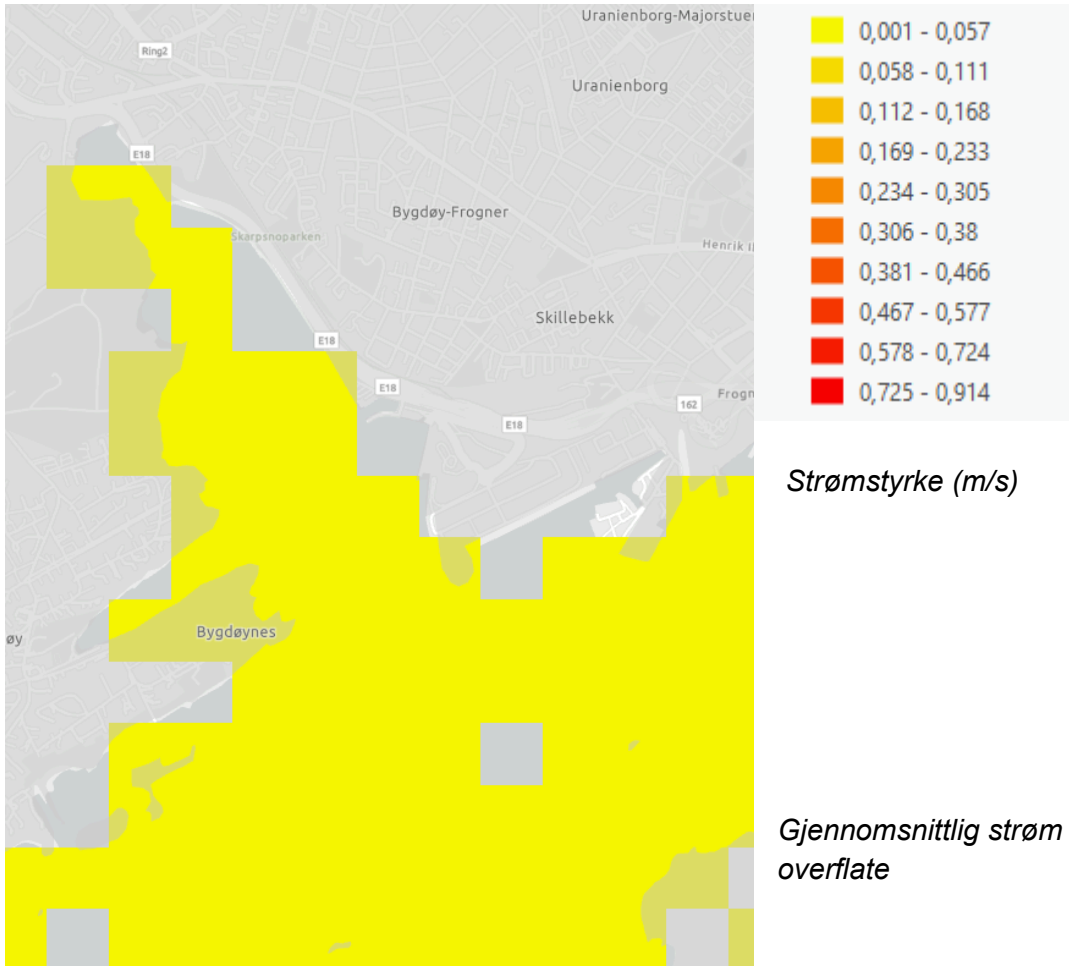 Uranienborg-Majorstuen
Ring2
Uranienborg
E18
Bygdøy-Frogner
Skarpsnoparken
Henrik I
Skillebekk
E18
E18
Frogn
162
E18
Bygdøynes
øy
0,001 - 0,057
0,058 - 0,111
0,112 - 0,168
0,169 - 0,233
0,234 - 0,305
0,306 - 0,38
0,381 - 0,466
0,467 - 0,577
0,578 - 0,724
0,725 - 0,914
Strømstyrke (m/s)
Gjennomsnittlig strøm
overflate